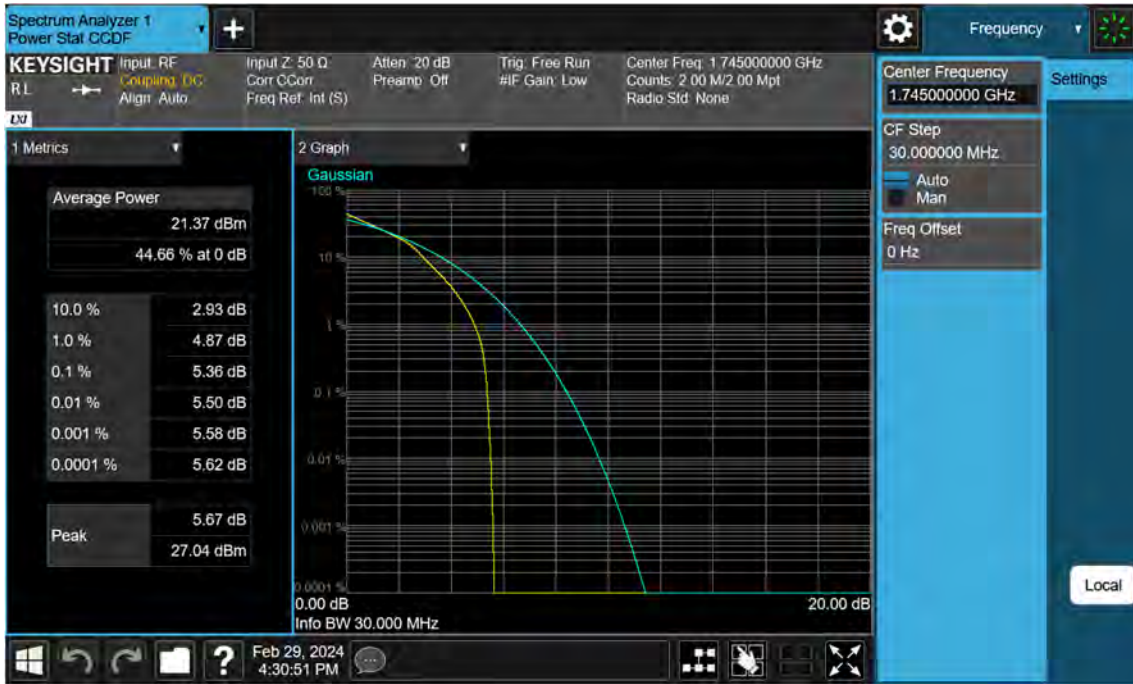 Spectrum Analyzer 1
Power Stat CCDF
Frequency
KEYSIGHT
R L
LXI
Input: RF
Coupling: DC
Align: Auto
Input Z: 50 Ω
Corr CCorr
Freq Ref: Int (S)
Atten: 20 dB
Preamp: Off
Trig: Free Run
#IF Gain: Low
Center Freq: 1.745000000 GHz
Counts: 2.00 M/2.00 Mpt
Radio Std: None
Center Frequency
1.745000000 GHz
Settings
CF Step
30.000000 MHz
Auto
Man
Freq Offset
0 Hz
1 Metrics
Average Power
21.37 dBm
44.66 % at 0 dB
10.0 % 2.93 dB
1.0 % 4.87 dB
0.1 % 5.36 dB
0.01 % 5.50 dB
0.001 % 5.58 dB
0.0001 % 5.62 dB
Peak
5.67 dB
27.04 dBm
2 Graph
Gaussian
100 %
10 %
1 %
0.1 %
0.01 %
0.001 %
0.0001 %
0.00 dB 20.00 dB
Info BW 30.000 MHz
Local
Feb 29, 2024
4:30:51 PM